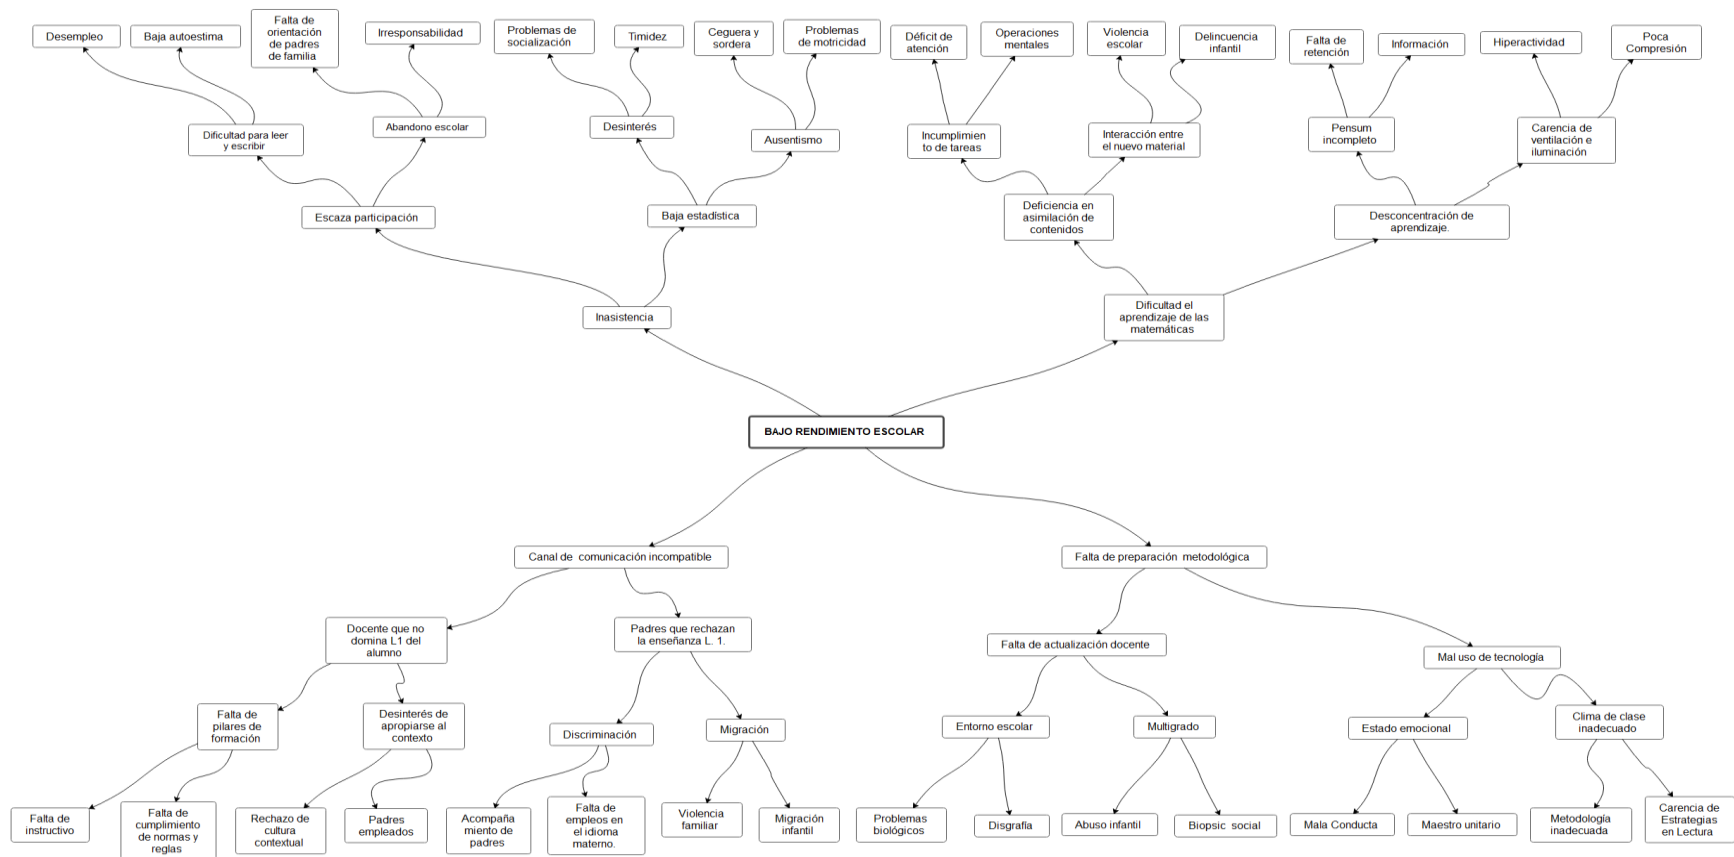 Desempleo
Baja autoestima
Falta de
orientación
de padres
de familia
Irresponsabilidad
Problemas de
socialización
Timidez
Ceguera y
sordera
Problemas
de motricidad
Déficit de
atención
Operaciones
mentales
Violencia
escolar
Delincuencia
infantil
Falta de
retención
Información
Hiperactividad
Poca
Compresión
Dificultad para leer
y escribir
Abandono escolar
Desinterés
Ausentismo
Incumplimien
to de tareas
Interacción entre
el nuevo material
Pensum
incompleto
Carencia de
ventilación e
iluminación
Escaza participación
Baja estadística
Deficiencia en
asimilación de
contenidos
Desconcentración de
aprendizaje.
Inasistencia
Dificultad el
aprendizaje de las
matemáticas
BAJO RENDIMIENTO ESCOLAR
Canal de comunicación incompatible
Falta de preparación metodológica
Docente que no
domina L1 del
alumno
Padres que rechazan
la enseñanza L. 1.
Falta de actualización docente
Mal uso de tecnología
Falta de
pilares de
formación
Desinterés de
apropiarse al
contexto
Discriminación
Migración
Entorno escolar
Multigrado
Estado emocional
Clima de clase
inadecuado
Falta de
instructivo
Falta de
cumplimiento
de normas y
reglas
Rechazo de
cultura
contextual
Padres
empleados
Acompaña
miento de
padres
Falta de
empleos en
el idioma
materno.
Violencia
familiar
Migración
infantil
Problemas
biológicos
Disgrafía
Abuso infantil
Biopsic social
Mala Conducta
Maestro unitario
Metodología
inadecuada
Carencia de
Estrategias
en Lectura